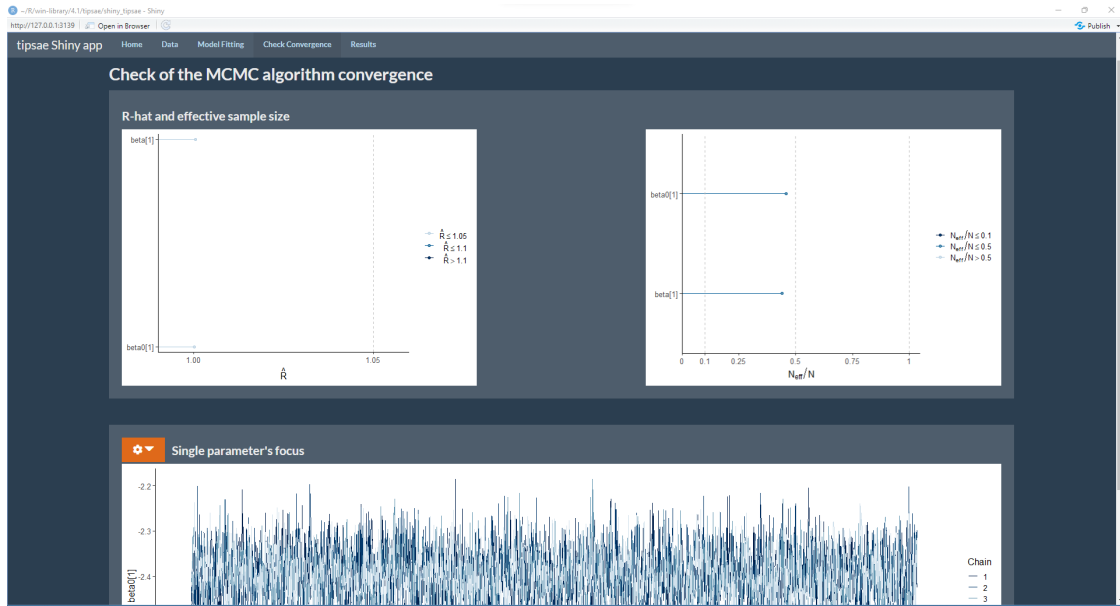 ~/R/win-library/4.1/tipsae/shiny_tipsae - Shiny
http://127.0.0.1:3139 Open in Browser Publish
tipsae Shiny app Home Data Model Fitting Check Convergence Results
Check of the MCMC algorithm convergence
R-hat and effective sample size
beta[1]
beta0[1]
1.00 1.05
R̂
R̂ ≤ 1.05
R̂ ≤ 1.1
R̂ > 1.1
beta0[1]
beta[1]
0 0.1 0.25 0.5 0.75 1
Neff/N
Neff/N ≤ 0.1
Neff/N ≤ 0.5
Neff/N > 0.5
Single parameter's focus
-2.2
-2.3
-2.4
beta0[1]
Chain
1
2
3